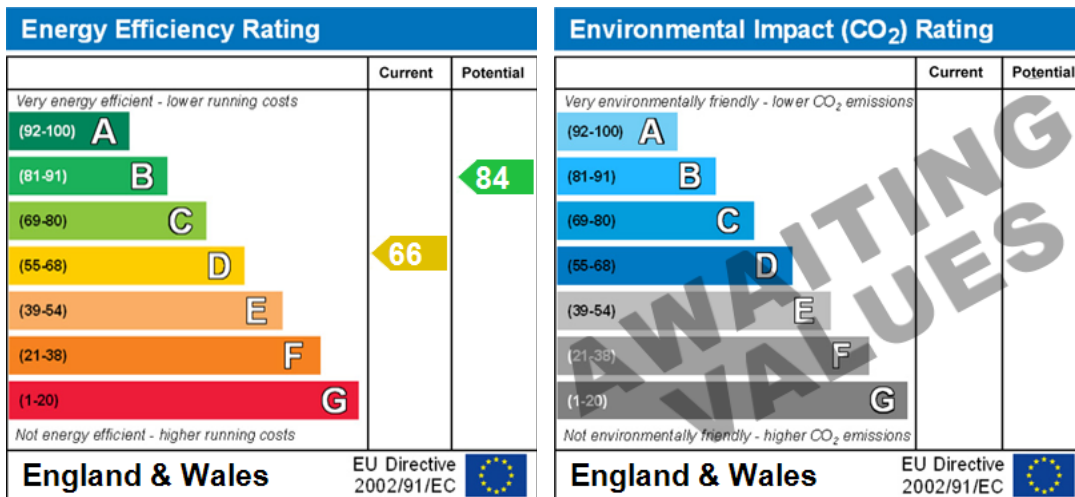 Energy Efficiency Rating
Current Potential
Very energy efficient - lower running costs
(92-100) A
(81-91) B
84
(69-80) C
(55-68) D
66
(39-54) E
(21-38) F
(1-20) G
Not energy efficient - higher running costs
England & Wales
EU Directive
2002/91/EC
Environmental Impact (CO₂) Rating
Current Potential
Very environmentally friendly - lower CO₂ emissions
(92-100) A
(81-91) B
(69-80) C
(55-68) D
(39-54) E
(21-38) F
(1-20) G
Not environmentally friendly - higher CO₂ emissions
AWAITING
VALUES
England & Wales
EU Directive
2002/91/EC